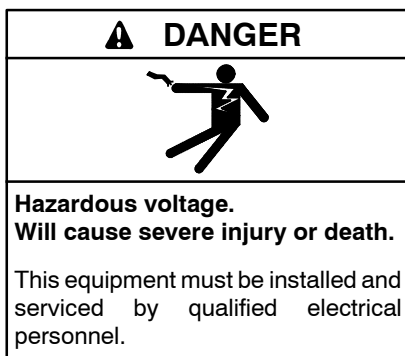 DANGER
Hazardous voltage.
Will cause severe injury or death.
This equipment must be installed and
serviced by qualified electrical
personnel.